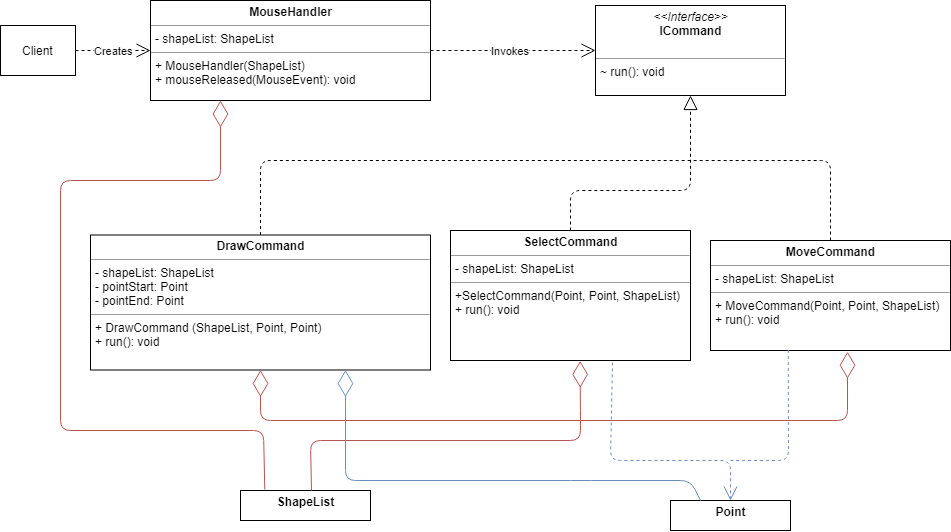 Client
Creates
MouseHandler
- shapeList: ShapeList
+ MouseHandler(ShapeList)
+ mouseReleased(MouseEvent): void
Invokes
<<Interface>>
ICommand
~ run(): void
DrawCommand
- shapeList: ShapeList
- pointStart: Point
- pointEnd: Point
+ DrawCommand (ShapeList, Point, Point)
+ run(): void
SelectCommand
- shapeList: ShapeList
+SelectCommand(Point, Point, ShapeList)
+ run(): void
MoveCommand
- shapeList: ShapeList
+ MoveCommand(Point, Point, ShapeList)
+ run(): void
ShapeList
Point